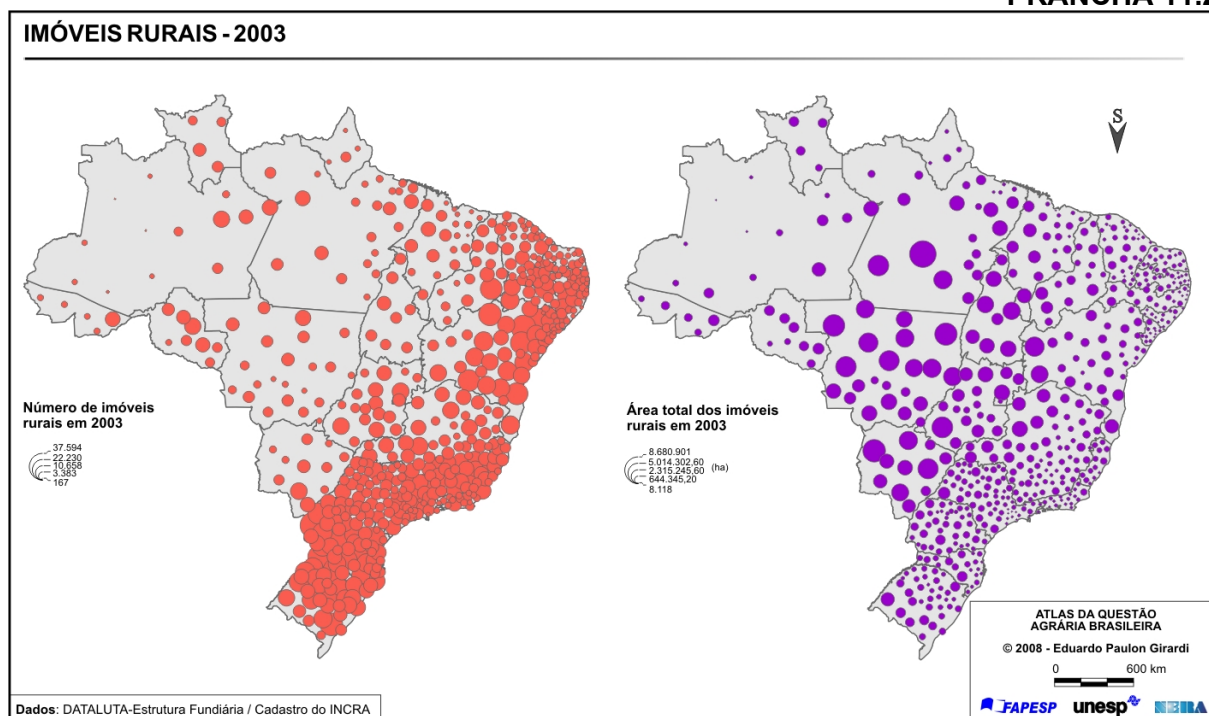 IMÓVEIS RURAIS - 2003
S
Número de imóveis
rurais em 2003
37.594
22.230
10.658
3.383
167
Área total dos imóveis
rurais em 2003
8.680.901
5.014.302,60
2.315.245,60
644.345,20
8.118
(ha)
ATLAS DA QUESTÃO
AGRÁRIA BRASILEIRA
© 2008 - Eduardo Paulon Girardi
0 600 km
FAPESP unesp NERA
Dados: DATALUTA-Estrutura Fundiária / Cadastro do INCRA